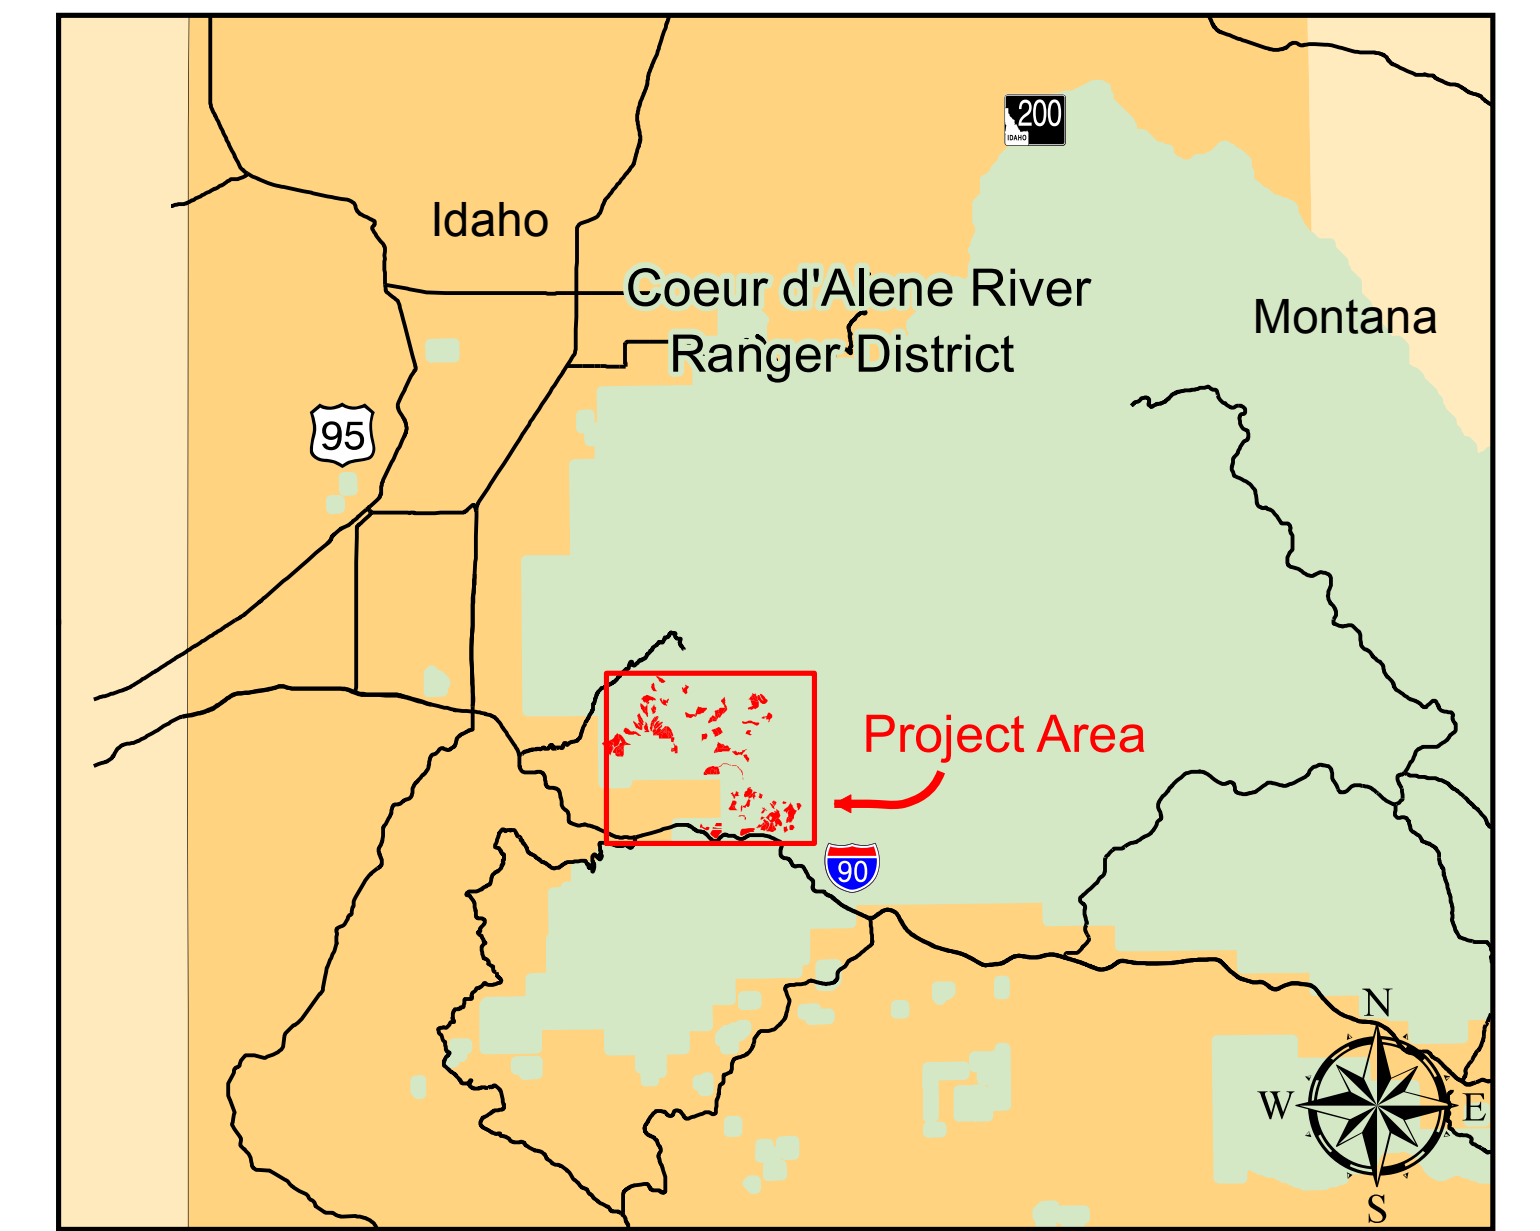 200
IDAHO
Idaho
Coeur d'Alene River
Ranger District
Montana
95
Project Area
90
N
W
E
S